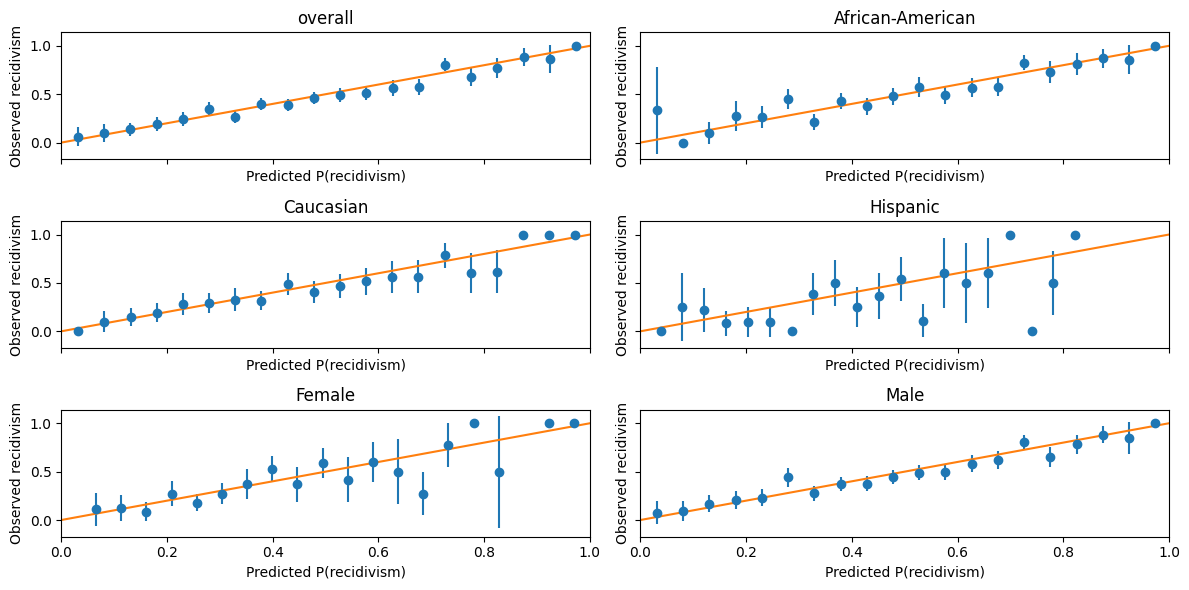 overall
African-American
Observed recidivism
1.0
0.5
0.0
Predicted P(recidivism)
Observed recidivism
Predicted P(recidivism)
Caucasian
Hispanic
Observed recidivism
1.0
0.5
0.0
Predicted P(recidivism)
Observed recidivism
Predicted P(recidivism)
Female
Male
Observed recidivism
1.0
0.5
0.0
0.0 0.2 0.4 0.6 0.8 1.0
Predicted P(recidivism)
Observed recidivism
0.0 0.2 0.4 0.6 0.8 1.0
Predicted P(recidivism)